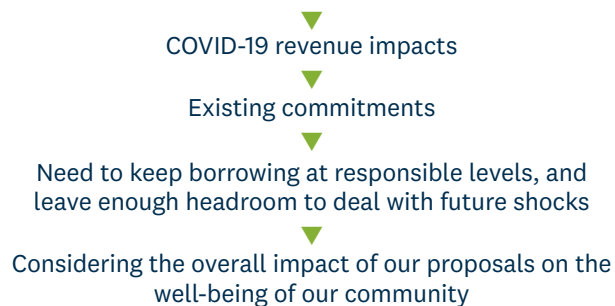 COVID-19 revenue impacts
Existing commitments
Need to keep borrowing at responsible levels, and
leave enough headroom to deal with future shocks
Considering the overall impact of our proposals on the
well-being of our community